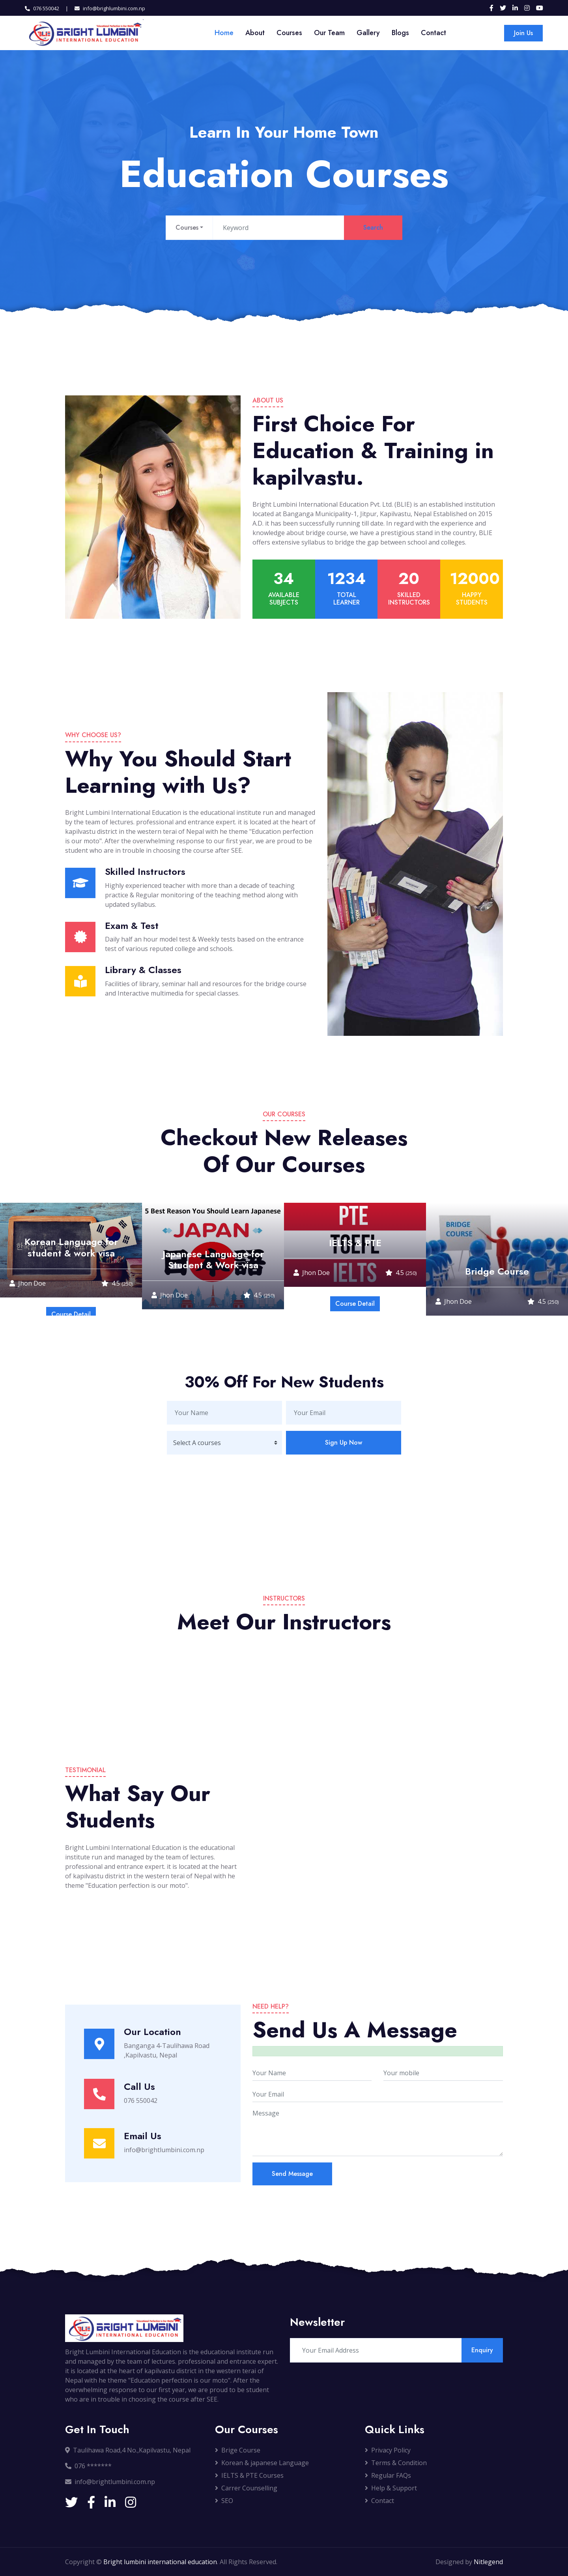 076 550042 | info@brighlumbini.com.np
BRIGHT LUMBINI
INTERNATIONAL EDUCATION
Home About Courses Our Team Gallery Blogs Contact
Join Us
Learn In Your Home Town
Education Courses
Courses Keyword Search
ABOUT US
First Choice For
Education & Training in
kapilvastu.
Bright Lumbini International Education Pvt. Ltd. (BLIE) is an established institution
located at Banganga Municipality-1, Jitpur, Kapilvastu, Nepal Established on 2015
A.D. it has been successfully running till date. In regard with the experience and
knowledge about bridge course, we have a prestigious stand in the country, BLIE
offers extensive syllabus to bridge the gap between school and colleges.
34 1234 20 12000
AVAILABLE TOTAL SKILLED HAPPY
SUBJECTS LEARNER INSTRUCTORS STUDENTS
WHY CHOOSE US?
Why You Should Start
Learning with Us?
Bright Lumbini International Education is the educational institute run and managed
by the team of lectures. professional and entrance expert. it is located at the heart of
kapilvastu district in the western terai of Nepal with he theme "Education perfection
is our moto". After the overwhelming response to our first year, we are proud to be
student who are in trouble in choosing the course after SEE.
Skilled Instructors
Highly experienced teacher with more than a decade of teaching
practice & Regular monitoring of the teaching method along with
updated syllabus.
Exam & Test
Daily half an hour model test & Weekly tests based on the entrance
test of various reputed college and schools.
Library & Classes
Facilities of library, seminar hall and resources for the bridge course
and Interactive multimedia for special classes.
OUR COURSES
Checkout New Releases
Of Our Courses
Korean Language for
student & work visa
Jhon Doe 4.5 (250)
Course Detail
5 Best Reason You Should Learn Japanese
JAPAN
Japanese Language for
Student & Work visa
Jhon Doe 4.5 (250)
PTE
IELTS & PTE
TOEFL
IELTS
Jhon Doe 4.5 (250)
Course Detail
BRIDGE
COURSE
Bridge Course
Jhon Doe 4.5 (250)
30% Off For New Students
Your Name Your Email
Select A courses Sign Up Now
INSTRUCTORS
Meet Our Instructors
TESTIMONIAL
What Say Our
Students
Bright Lumbini International Education is the educational
institute run and managed by the team of lectures.
professional and entrance expert. it is located at the heart
of kapilvastu district in the western terai of Nepal with he
theme "Education perfection is our moto".
Our Location
Banganga 4-Taulihawa Road
,Kapilvastu, Nepal
Call Us
076 550042
Email Us
info@brightlumbini.com.np
NEED HELP?
Send Us A Message
Your Name Your mobile
Your Email
Message
Send Message
BRIGHT LUMBINI
INTERNATIONAL EDUCATION
Bright Lumbini International Education is the educational institute run
and managed by the team of lectures. professional and entrance expert.
it is located at the heart of kapilvastu district in the western terai of
Nepal with he theme "Education perfection is our moto". After the
overwhelming response to our first year, we are proud to be student
who are in trouble in choosing the course after SEE.
Newsletter
Your Email Address Enquiry
Get In Touch
Taulihawa Road,4 No.,Kapilvastu, Nepal
076 *******
info@brightlumbini.com.np
Our Courses
Brige Course
Korean & japanese Language
IELTS & PTE Courses
Carrer Counselling
SEO
Quick Links
Privacy Policy
Terms & Condition
Regular FAQs
Help & Support
Contact
Copyright © Bright lumbini international education. All Rights Reserved.
Designed by Nitlegend